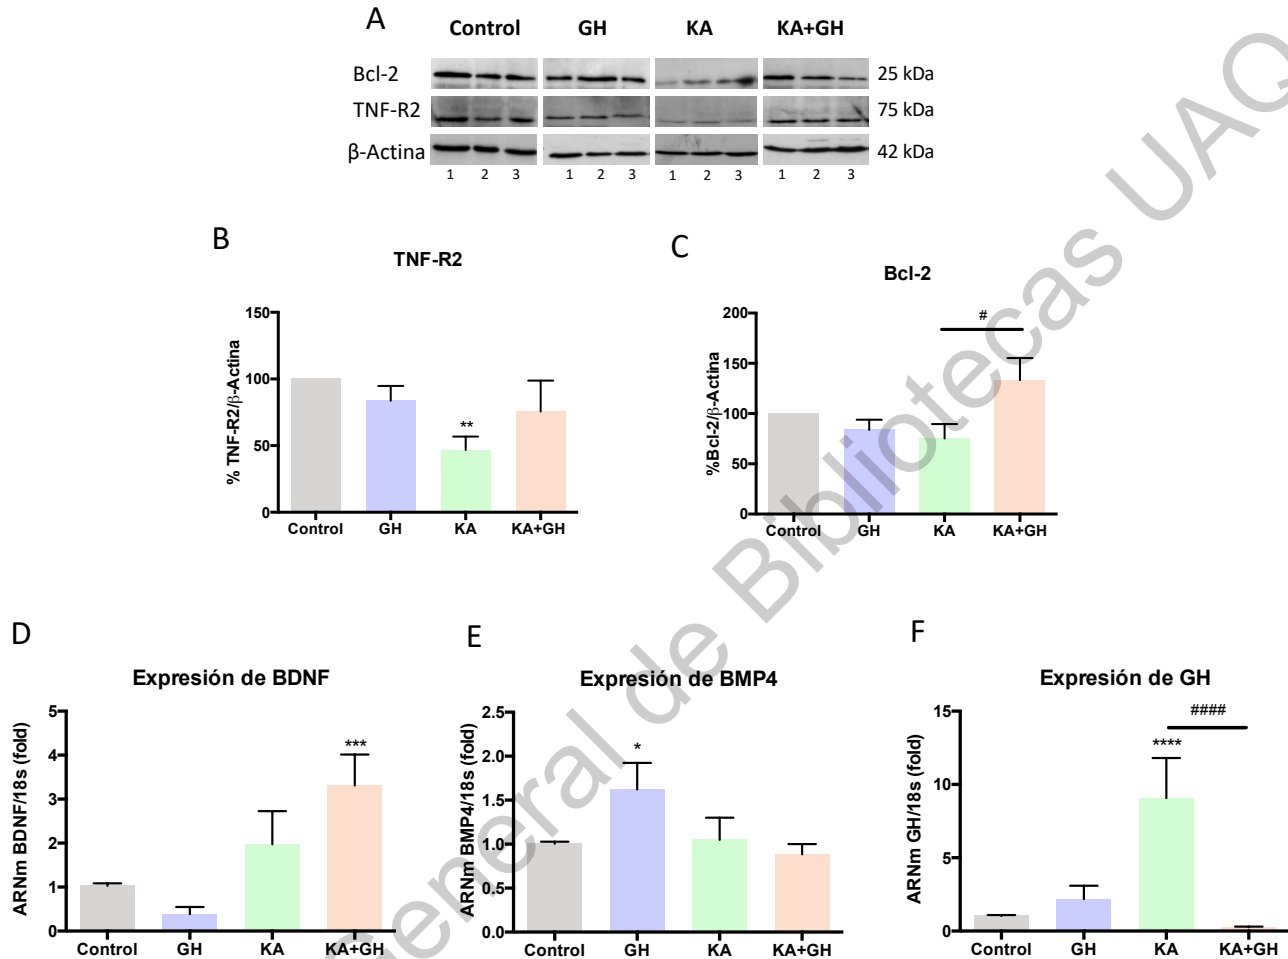 A
Control GH KA KA+GH
Bcl-2 25 kDa
TNF-R2 75 kDa
β-Actina 42 kDa
1 2 3 1 2 3 1 2 3 1 2 3
B
TNF-R2
% TNF-R2/β-Actina
150
100
50
0
**
Control GH KA KA+GH
C
Bcl-2
%Bcl-2/β-Actina
200
150
100
50
0
#
Control GH KA KA+GH
D
Expresión de BDNF
ARNm BDNF/18s (fold)
5
4
3
2
1
0
***
Control GH KA KA+GH
E
Expresión de BMP4
ARNm BMP4/18s (fold)
2.5
2.0
1.5
1.0
0.5
0.0
*
Control GH KA KA+GH
F
Expresión de GH
ARNm GH/18s (fold)
15
10
5
0
####
****
Control GH KA KA+GH
General de Bibliotecas UAQ